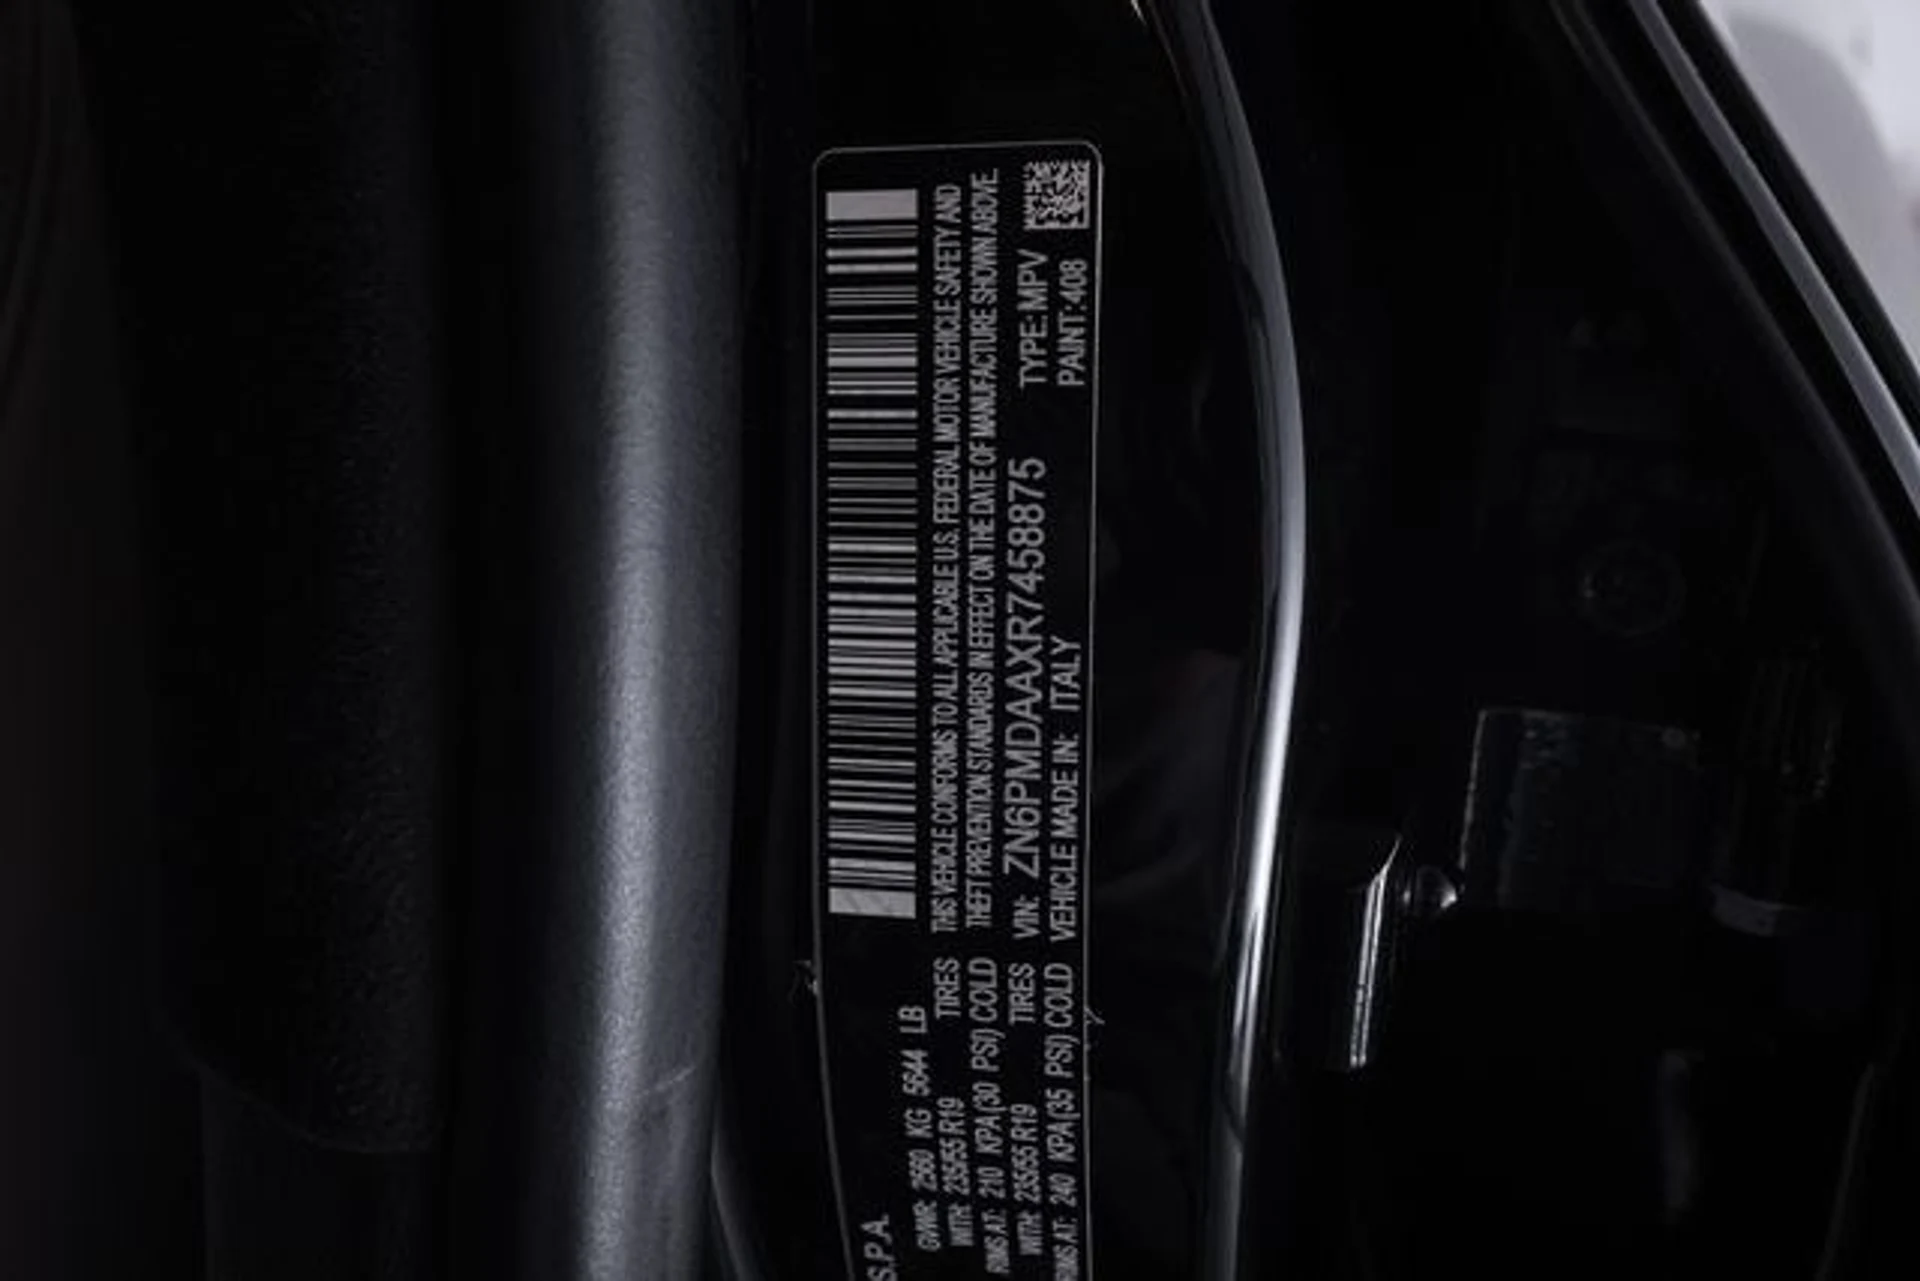 S.P.A.
GVWR: 2560 KG 5644 LB
WITH: 235/55 R19 TIRES
RIMS AT: 210 KPA(30 PSI) COLD
WITH: 235/55 R19 TIRES
RIMS AT: 240 KPA(35 PSI) COLD
THIS VEHICLE CONFORMS TO ALL APPLICABLE U.S. FEDERAL MOTOR VEHICLE SAFETY AND
THEFT PREVENTION STANDARDS IN EFFECT ON THE DATE OF MANUFACTURE SHOWN ABOVE.
VIN: ZN6PMDAAXR7458875 TYPE: MPV
VEHICLE MADE IN: ITALY PAINT: 408